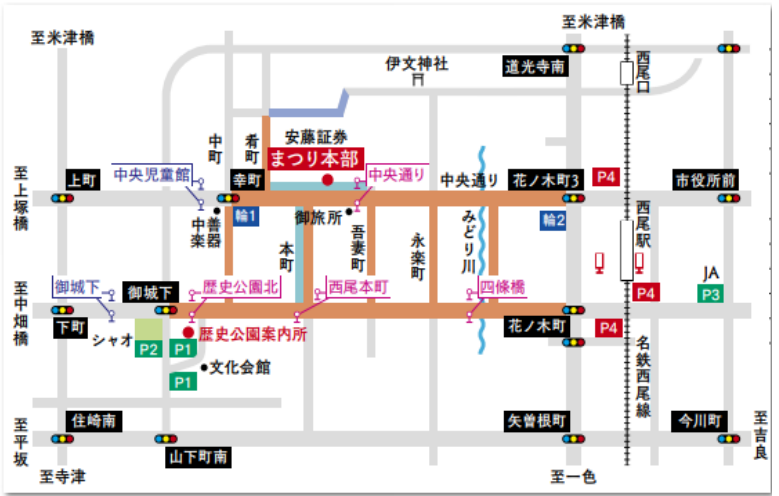 至米津橋
至米津橋
伊文神社
道光寺南
西尾口
中町
肴町
安藤証券
まつり本部
至上塚橋
上町
中央児童館
幸町
中央通り
中央通り
花ノ木町3
P4
市役所前
中善
楽器
輪1
御旅所
輪2
西尾駅
本町
吾妻町
永楽町
みどり川
JA
至中畑橋
御城下
御城下
歴史公園北
西尾本町
四條橋
P4
P3
下町
シャオ
歴史公園案内所
花ノ木町
P4
P2
P1
P1
文化会館
名鉄西尾線
至平坂
住崎南
矢曽根町
今川町
至吉良
山下町南
至寺津
至一色